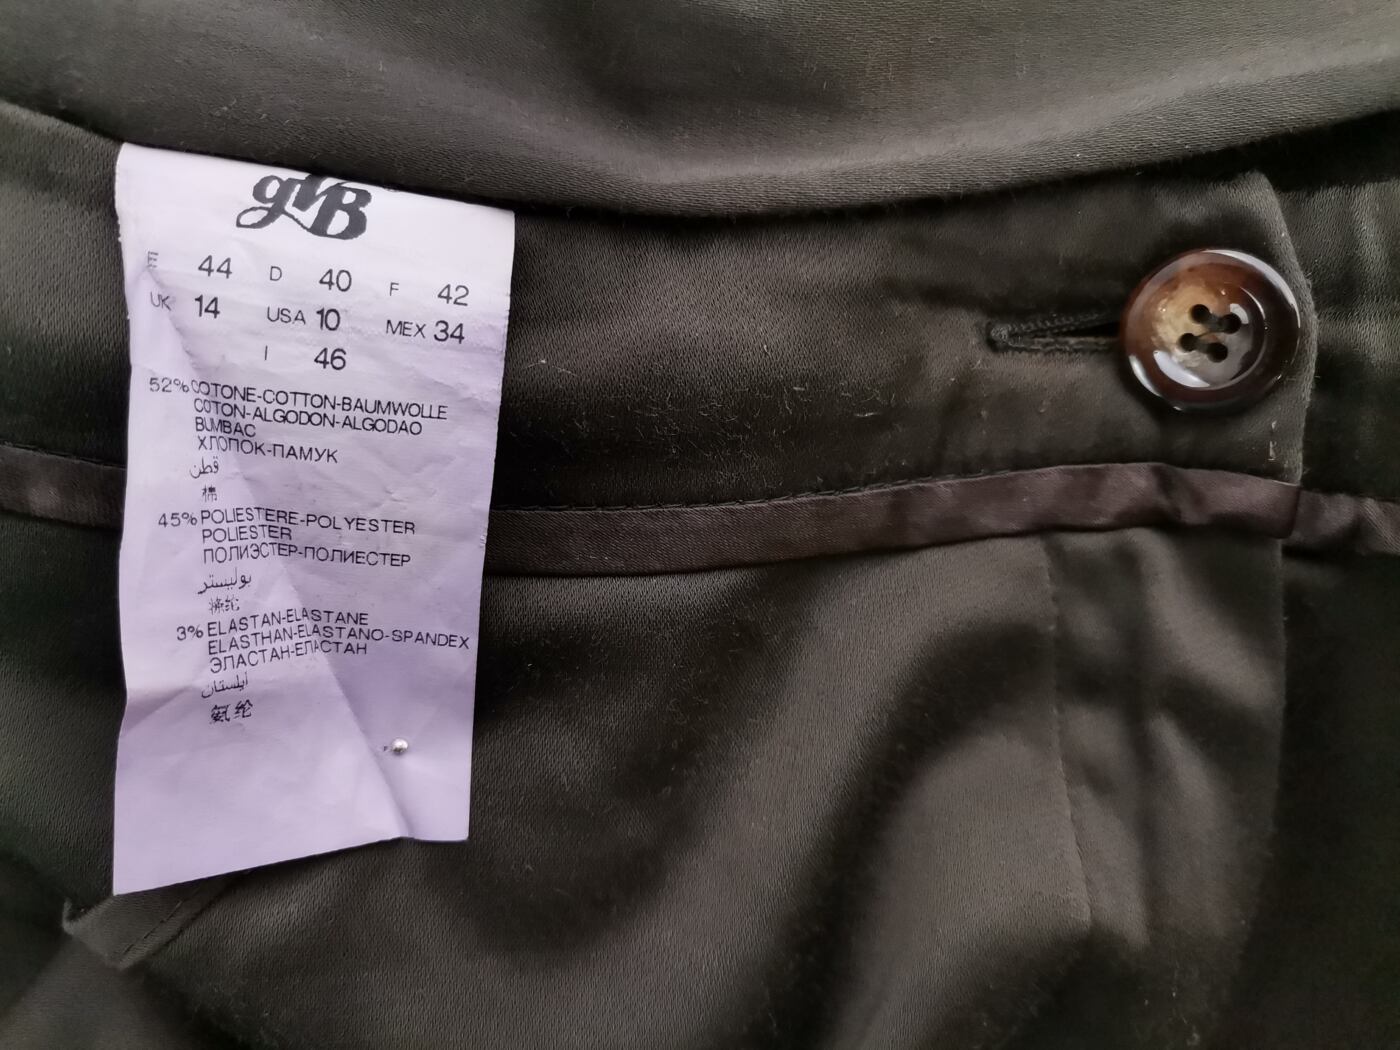 gvB
E 44 D 40 F 42
UK 14 USA 10 MEX 34
I 46
52% COTONE-COTTON-BAUMWOLLE
COTON-ALGODON-ALGODAO
BUMBAC
ХЛОПОК-ПАМУК
قطن
棉
45% POLIESTERE-POLYESTER
POLIESTER
ПОЛИЭСТЕР-ПОЛИЕСТЕР
بوليستر
涤纶
3% ELASTAN-ELASTANE
ELASTHAN-ELASTANO-SPANDEX
ЭЛАСТАН-ЕЛАСТАН
أيلستان
氨纶